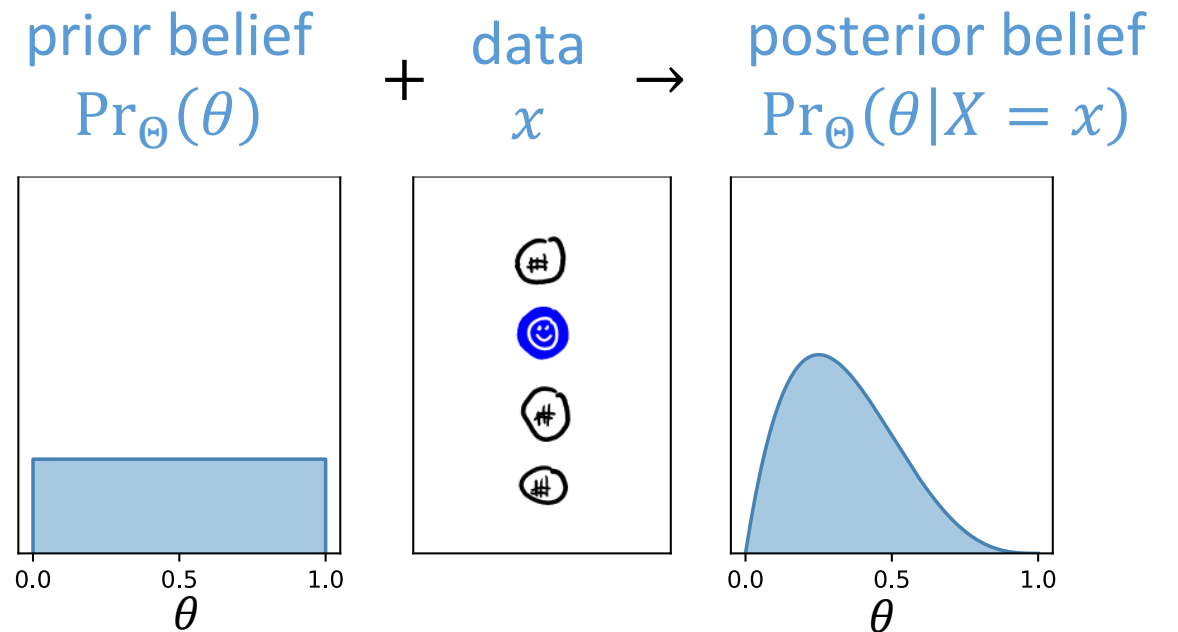 prior belief + data → posterior belief
Pr_Θ(θ) x Pr_Θ(θ|X = x)
#
#
#
0.0 0.5 1.0 0.0 0.5 1.0
θ θ